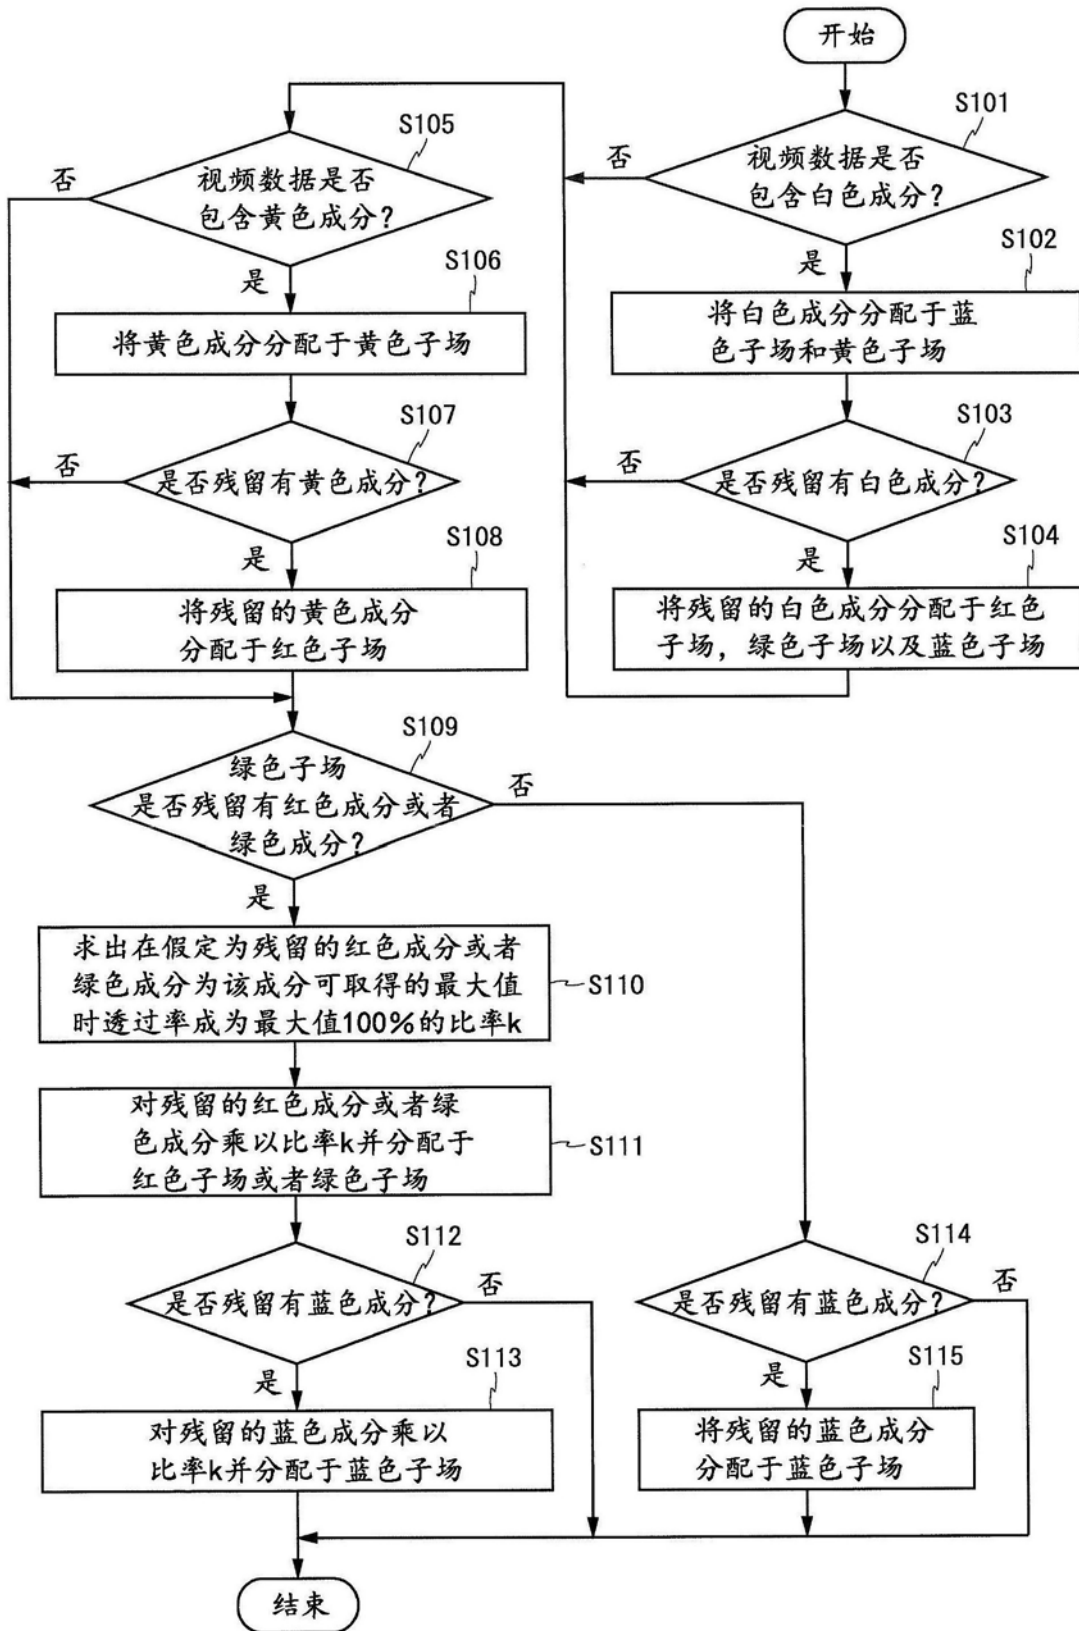 开始
S101
视频数据是否
包含白色成分？
否
是
S102
将白色成分分配于蓝
色子场和黄色子场
S103
是否残留有白色成分？
否
是
S104
将残留的白色成分分配于红色
子场，绿色子场以及蓝色子场
S105
视频数据是否
包含黄色成分？
否
是
S106
将黄色成分分配于黄色子场
S107
是否残留有黄色成分？
否
是
S108
将残留的黄色成分
分配于红色子场
S109
绿色子场
是否残留有红色成分或者
绿色成分？
否
是
求出在假定为残留的红色成分或者
绿色成分为该成分可取得的最大值
时透过率成为最大值100%的比率k
S110
对残留的红色成分或者绿
色成分乘以比率k并分配于
红色子场或者绿色子场
S111
S112
是否残留有蓝色成分？
否
是
S113
对残留的蓝色成分乘以
比率k并分配于蓝色子场
S114
是否残留有蓝色成分？
否
是
S115
将残留的蓝色成分
分配于蓝色子场
结束